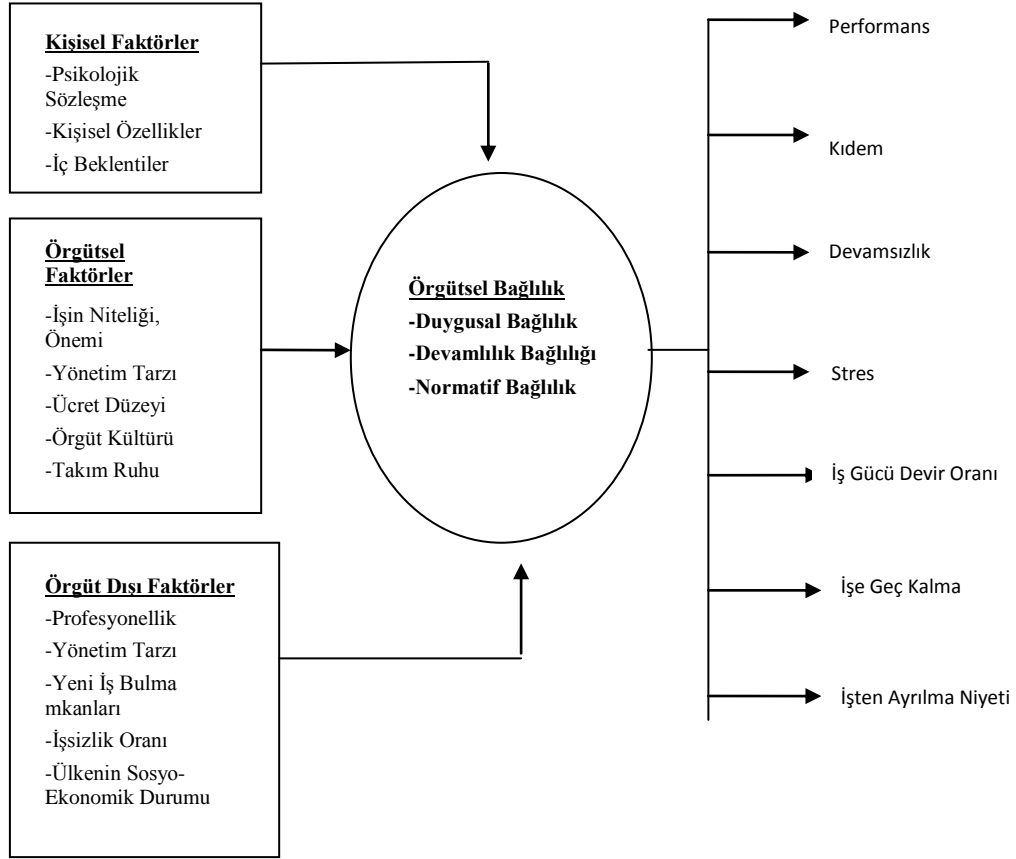 Kişisel Faktörler
-Psikolojik
Sözleşme
-Kişisel Özellikler
-İç Beklentiler
Örgütsel
Faktörler
-İşin Niteliği,
Önemi
-Yönetim Tarzı
-Ücret Düzeyi
-Örgüt Kültürü
-Takım Ruhu
Örgüt Dışı Faktörler
-Profesyonellik
-Yönetim Tarzı
-Yeni İş Bulma
mkanları
-İşsizlik Oranı
-Ülkenin Sosyo-
Ekonomik Durumu
Örgütsel Bağlılık
-Duygusal Bağlılık
-Devamlılık Bağlılığı
-Normatif Bağlılık
Performans
Kıdem
Devamsızlık
Stres
İş Gücü Devir Oranı
İşe Geç Kalma
İşten Ayrılma Niyeti